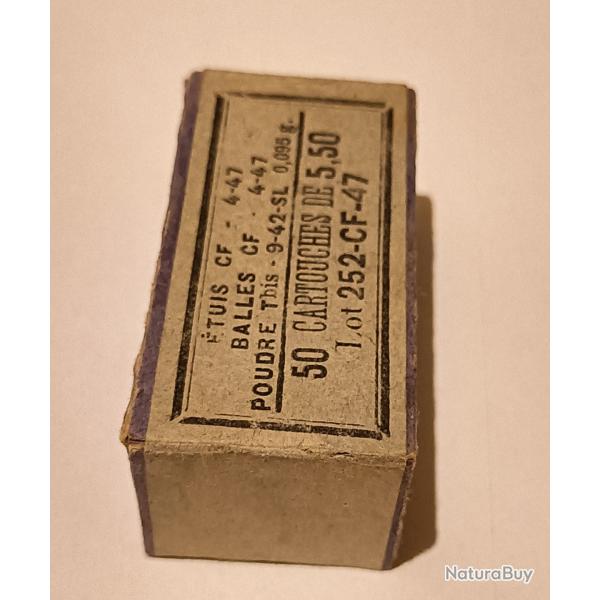 ÉTUIS CF - 4-47
BALLES CF - 4-47
POUDRE Tbis - 9-42-SL 0,095 g.
50 CARTOUCHES DE 5,50
Lot 252-CF-47
NaturaBuy